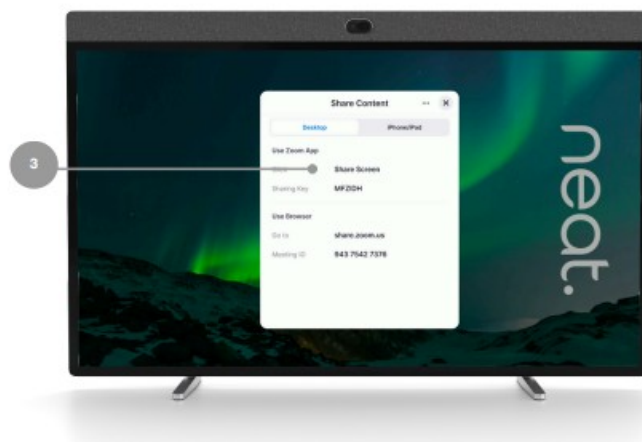 Share Content
Desktop iPhone/iPad
Use Zoom App
3
Share Screen
Sharing Key MFZIDH
Use Browser
Go to share.zoom.us
Meeting ID 943 7542 7376
neat.